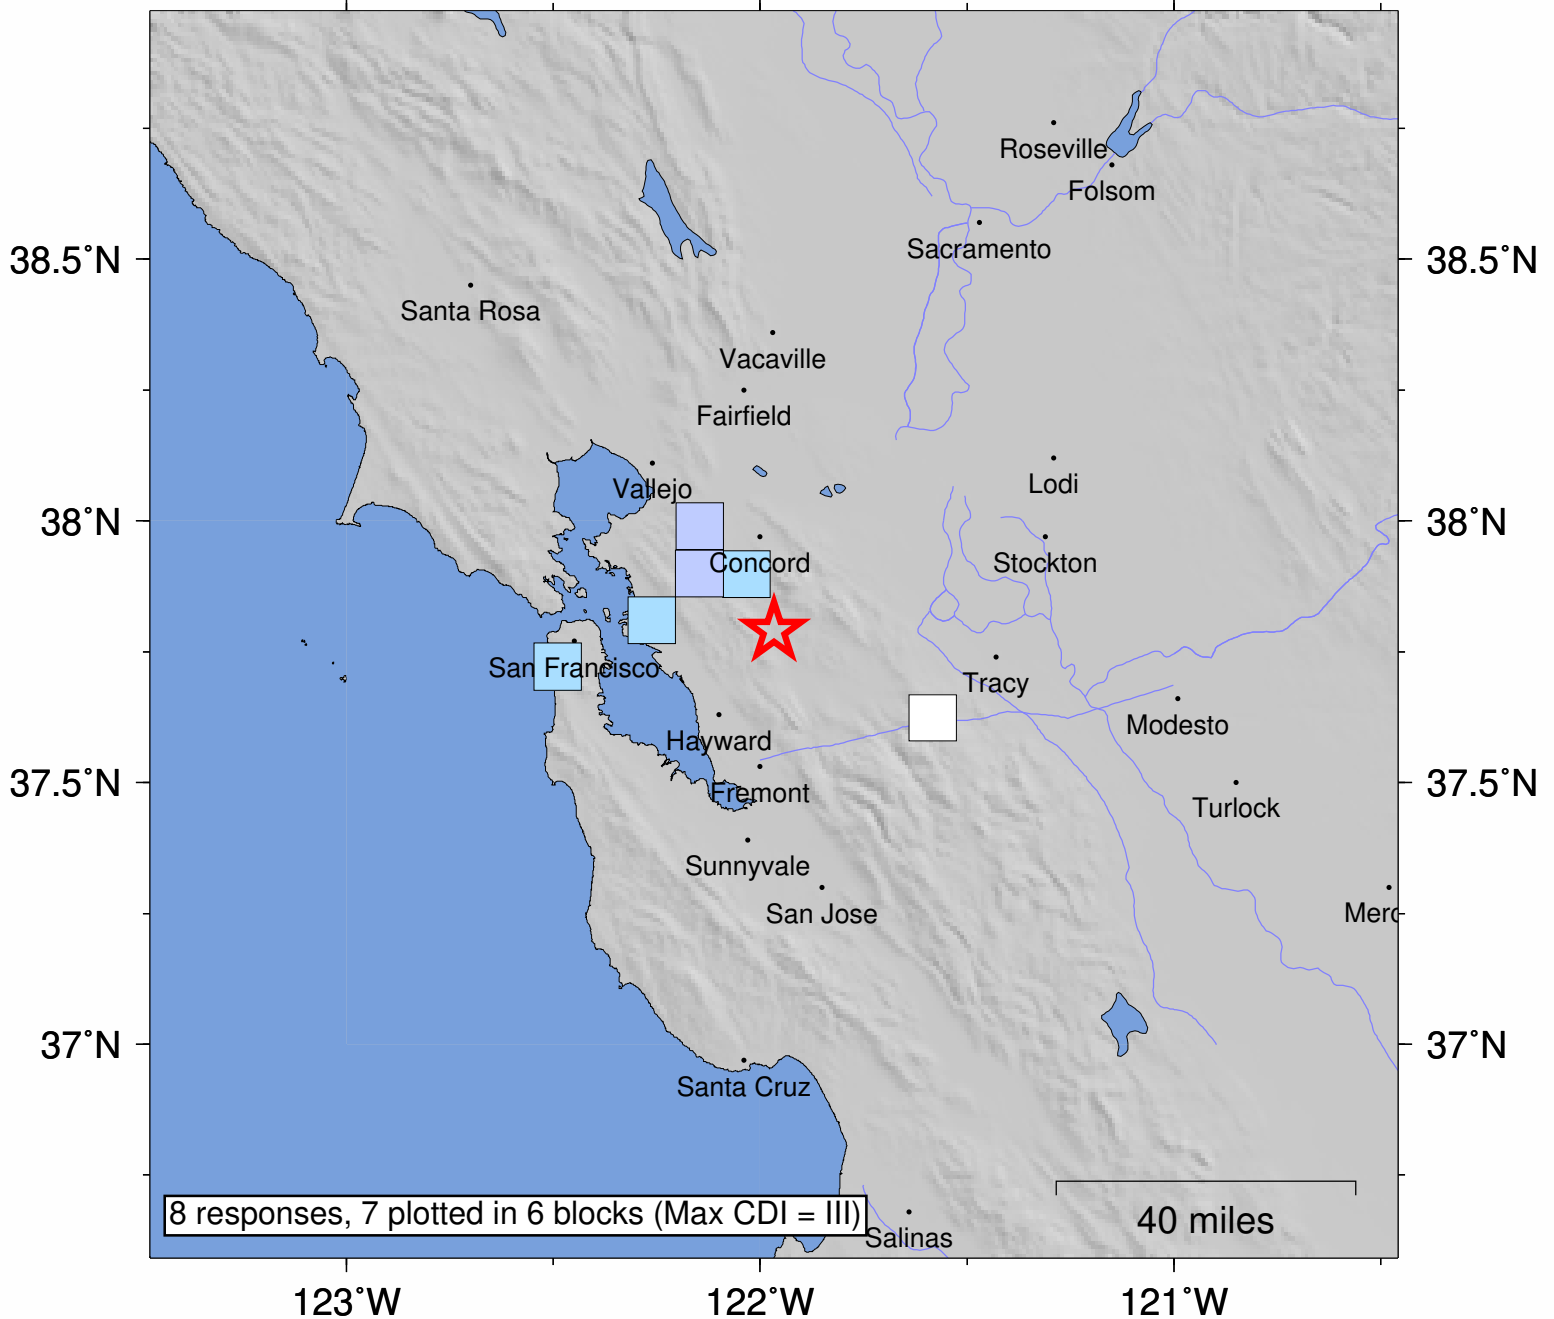 Roseville
Folsom
Sacramento
38.5˚N
38.5˚N
Santa Rosa
Vacaville
Fairfield
Lodi
Vallejo
38˚N
38˚N
Concord
Stockton
San Francisco
Tracy
Modesto
Hayward
37.5˚N
37.5˚N
Fremont
Turlock
Sunnyvale
San Jose
Merc
37˚N
37˚N
Santa Cruz
8 responses, 7 plotted in 6 blocks (Max CDI = III)
40 miles
Salinas
123˚W
122˚W
121˚W